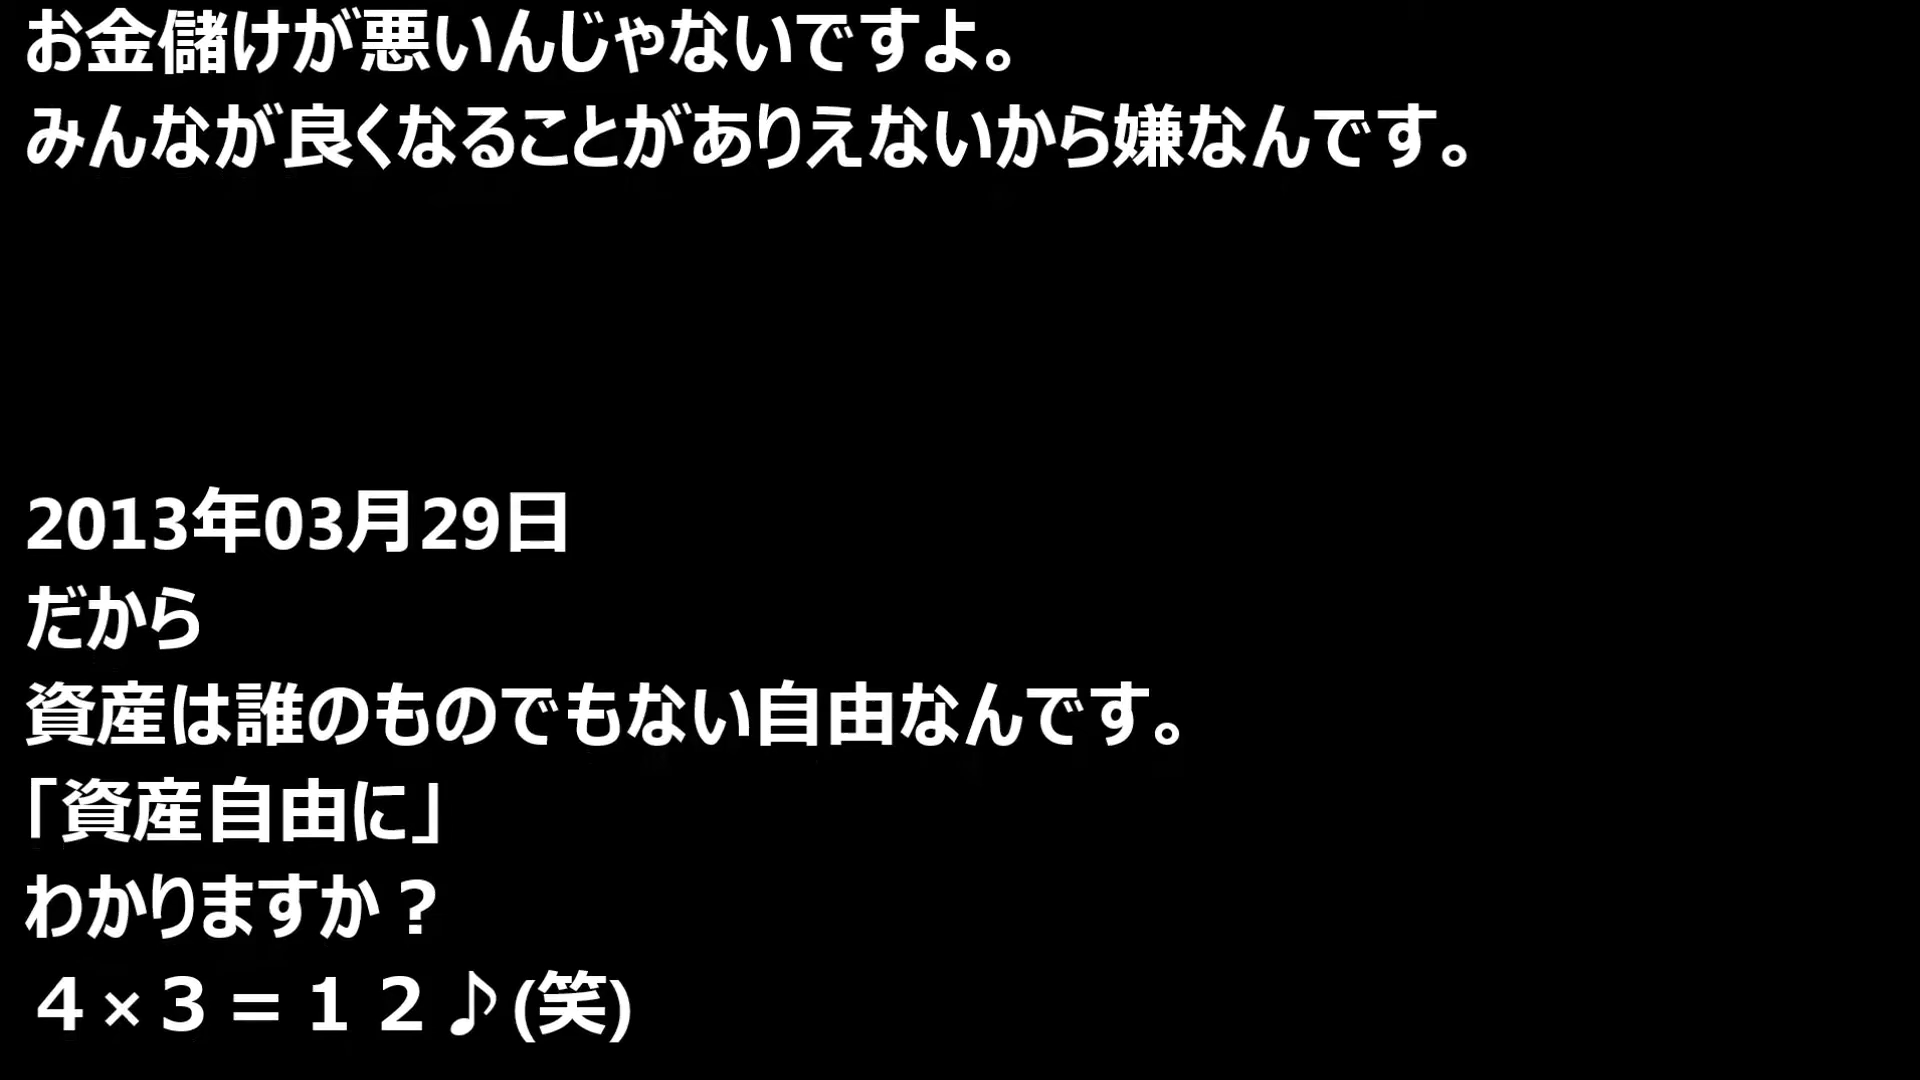 お金儲けが悪いんじゃないですよ。
みんなが良くなることがありえないから嫌なんです。
2013年03月29日
だから
資産は誰のものでもない自由なんです。
「資産自由に」
わかりますか？
４×３＝１２♪(笑)